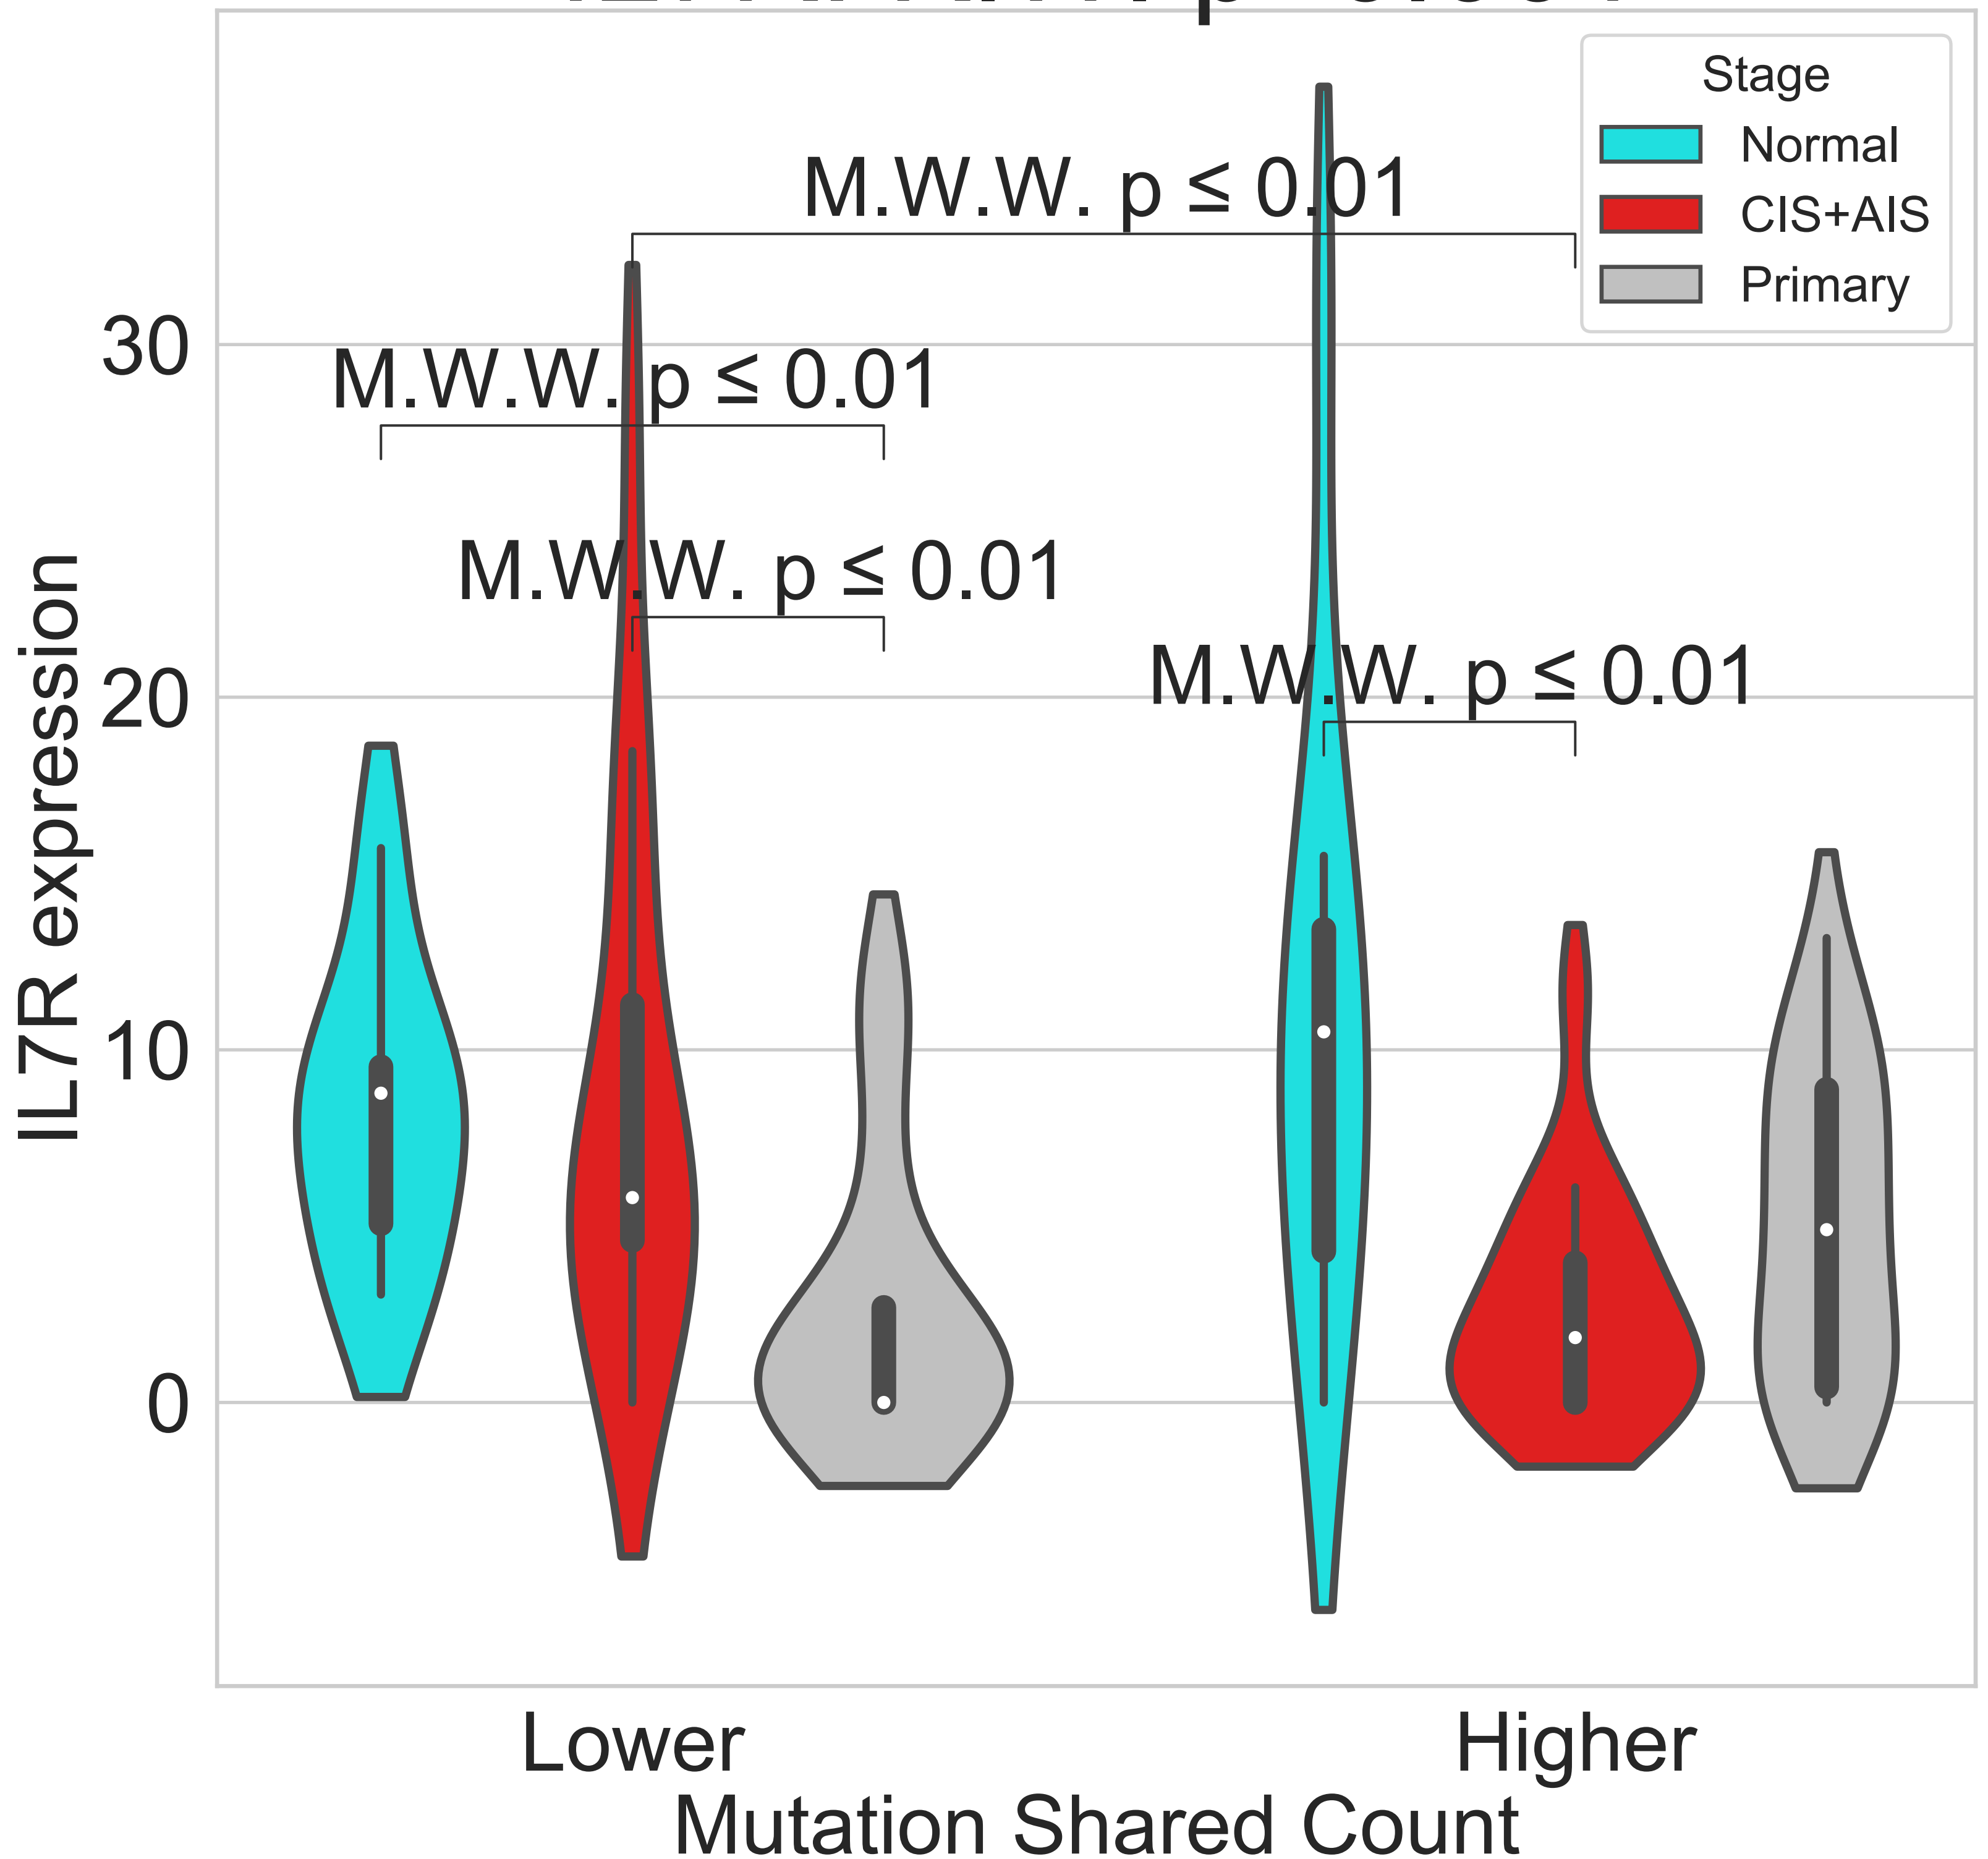 Stage
Normal
CIS+AIS
Primary
M.W.W. p ≤ 0.01
M.W.W. p ≤ 0.01
M.W.W. p ≤ 0.01
M.W.W. p ≤ 0.01
IL7R expression
30
20
10
0
Lower
Higher
Mutation Shared Count